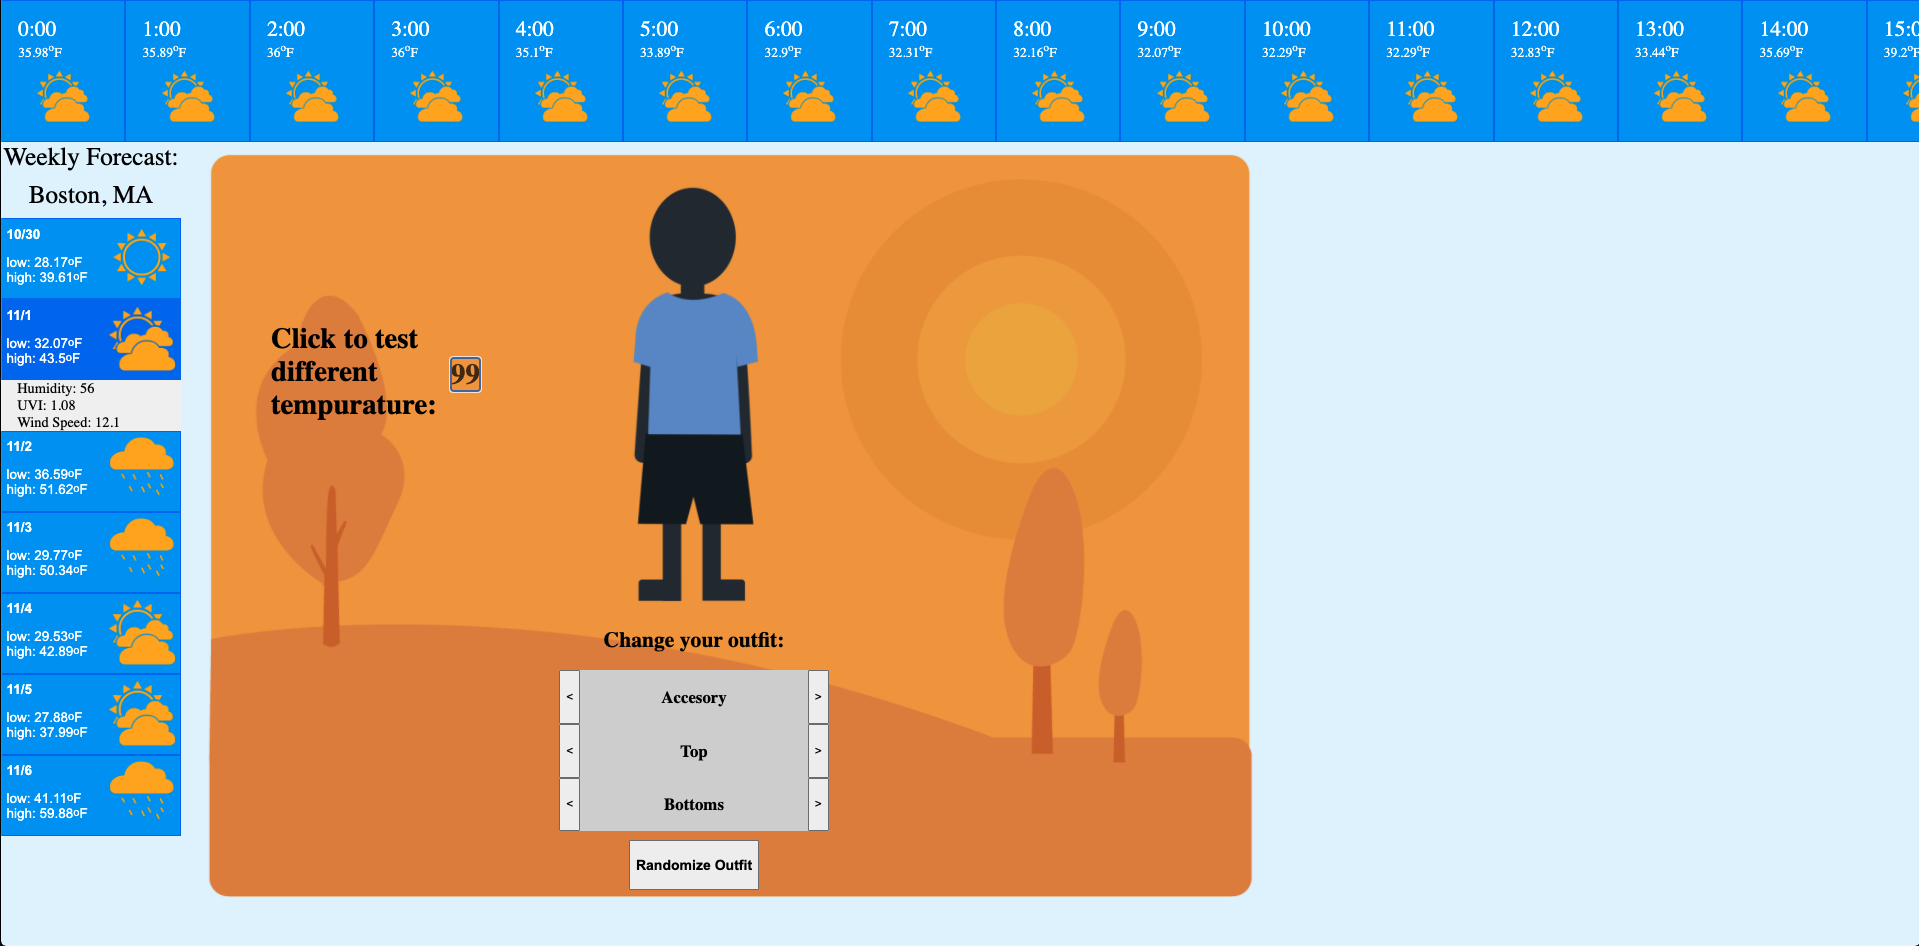 0:00 1:00 2:00 3:00 4:00 5:00 6:00 7:00 8:00 9:00 10:00 11:00 12:00 13:00 14:00 15:0
35.98°F 35.89°F 36°F 36°F 35.1°F 33.89°F 32.9°F 32.31°F 32.16°F 32.07°F 32.29°F 32.29°F 32.83°F 33.44°F 35.69°F 39.2°F
Weekly Forecast:
Boston, MA
10/30
low: 28.17ºF
high: 39.61ºF
11/1
low: 32.07ºF
high: 43.5ºF
Humidity: 56
UVI: 1.08
Wind Speed: 12.1
11/2
low: 36.59ºF
high: 51.62ºF
11/3
low: 29.77ºF
high: 50.34ºF
11/4
low: 29.53ºF
high: 42.89ºF
11/5
low: 27.88ºF
high: 37.99ºF
11/6
low: 41.11ºF
high: 59.88ºF
Click to test
different
tempurature:
99
Change your outfit:
< Accesory >
< Top >
< Bottoms >
Randomize Outfit